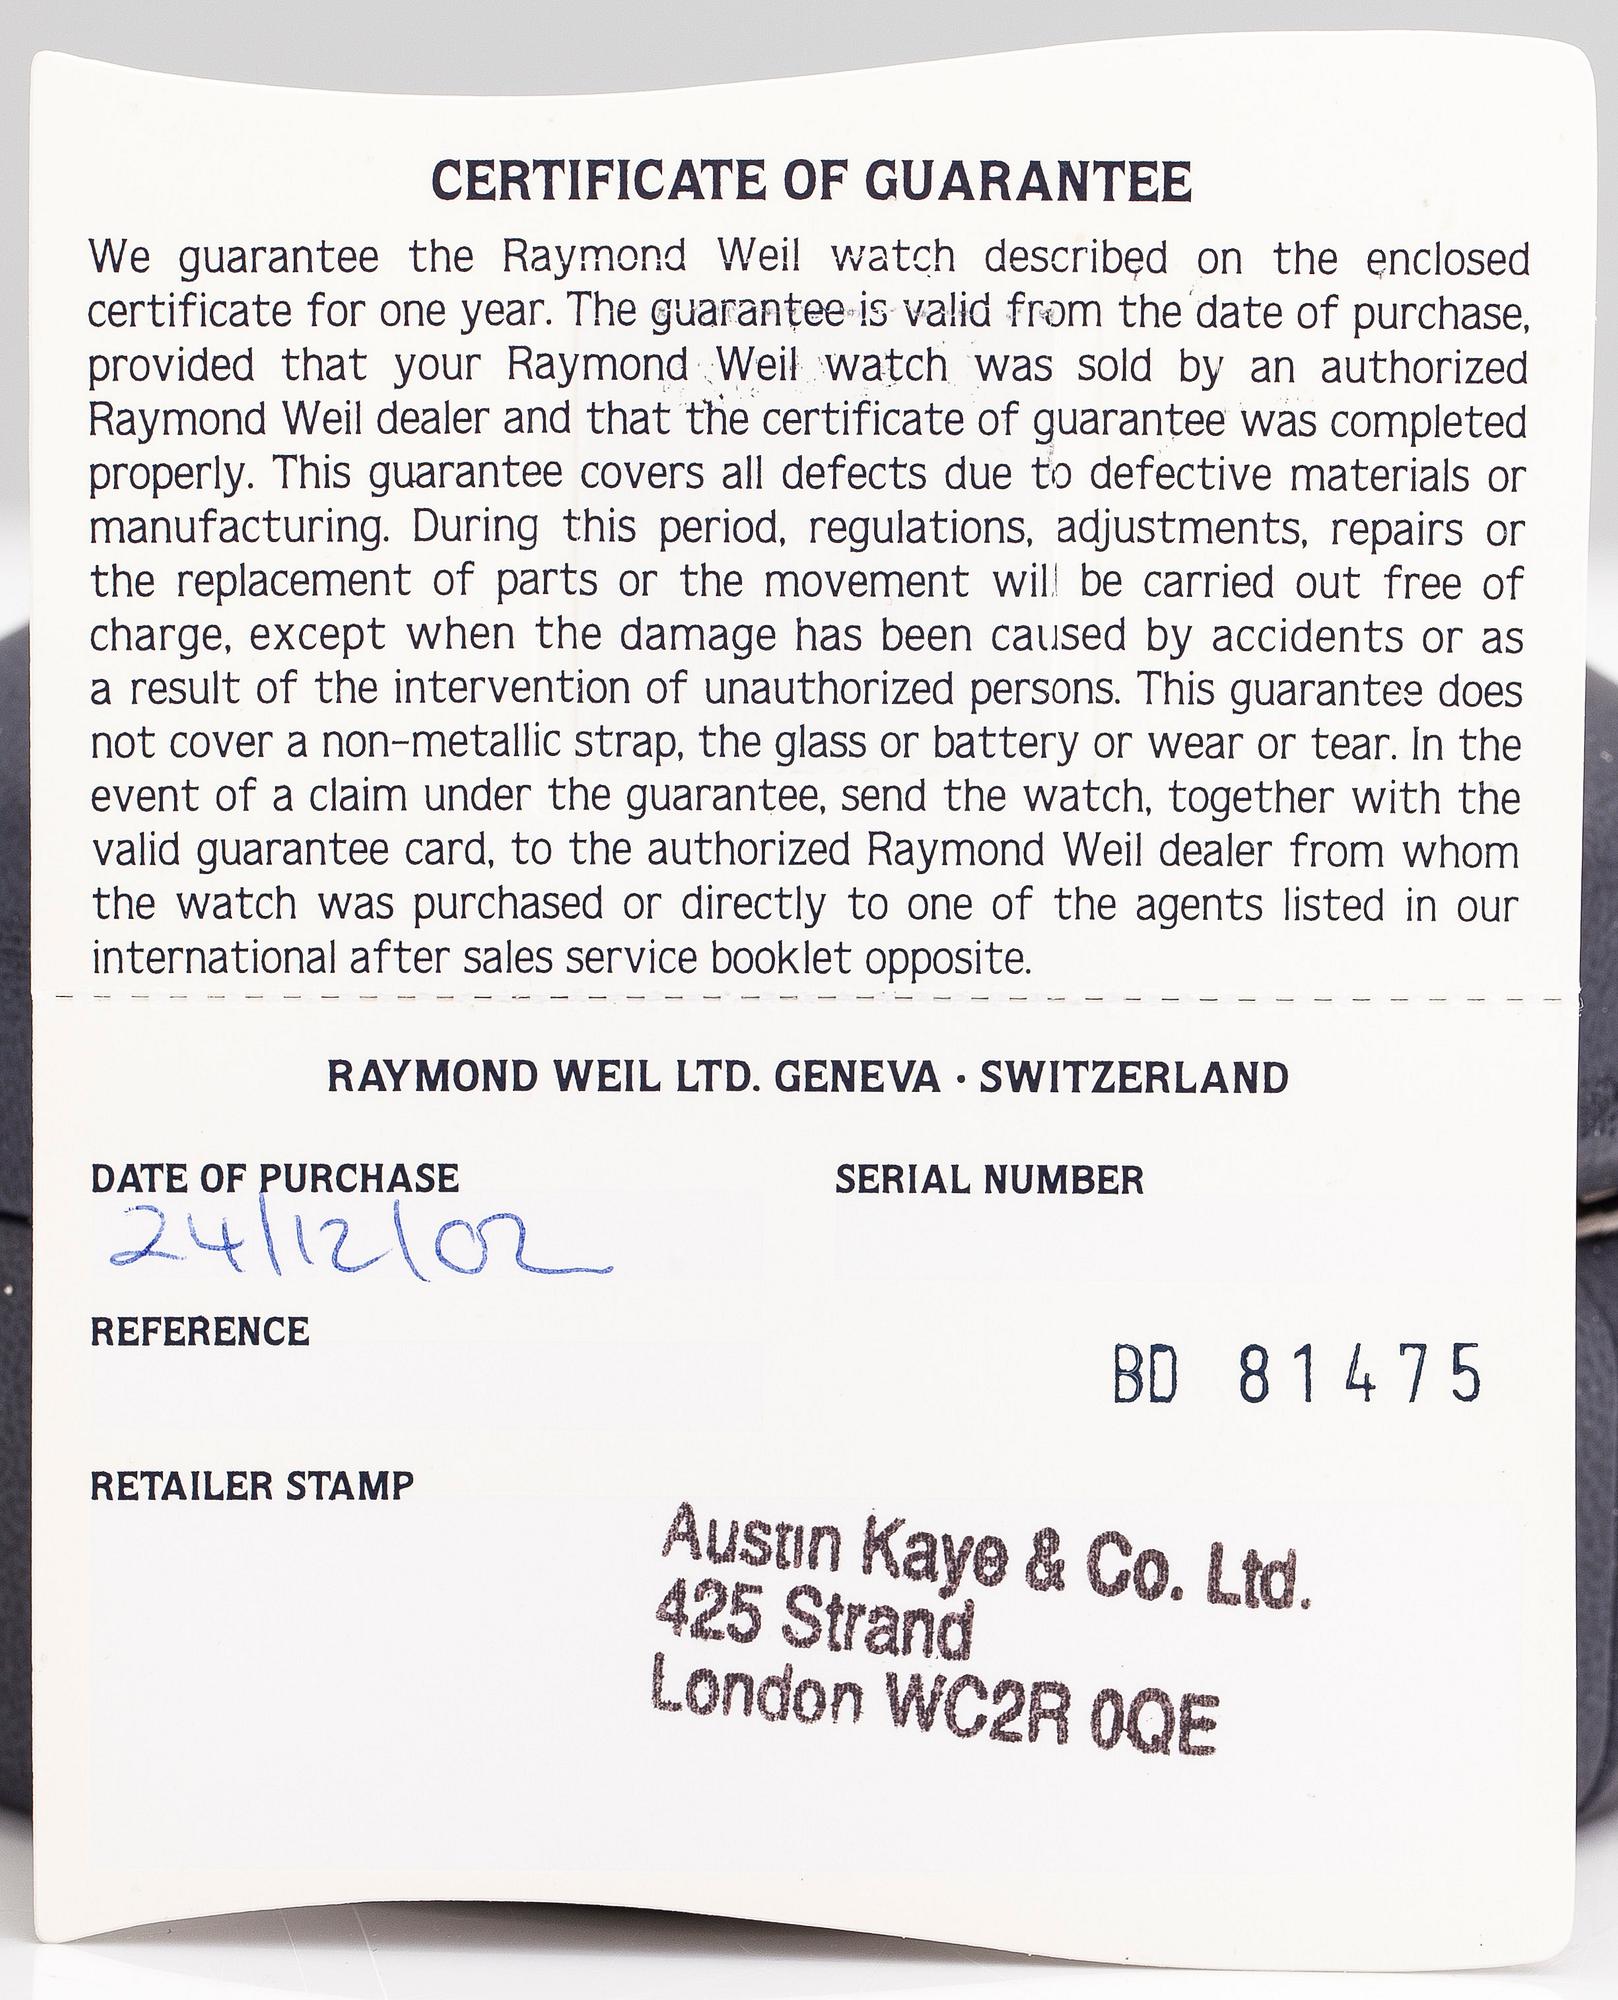 CERTIFICATE OF GUARANTEE
We guarantee the Raymond Weil watch described on the enclosed
certificate for one year. The guarantee is valid from the date of purchase,
provided that your Raymond Weil watch was sold by an authorized
Raymond Weil dealer and that the certificate of guarantee was completed
properly. This guarantee covers all defects due to defective materials or
manufacturing. During this period, regulations, adjustments, repairs or
the replacement of parts or the movement will be carried out free of
charge, except when the damage has been caused by accidents or as
a result of the intervention of unauthorized persons. This guarantee does
not cover a non-metallic strap, the glass or battery or wear or tear. In the
event of a claim under the guarantee, send the watch, together with the
valid guarantee card, to the authorized Raymond Weil dealer from whom
the watch was purchased or directly to one of the agents listed in our
international after sales service booklet opposite.
RAYMOND WEIL LTD. GENEVA · SWITZERLAND
DATE OF PURCHASE SERIAL NUMBER
24/12/02
REFERENCE
BD 81475
RETAILER STAMP
Austin Kaye & Co. Ltd.
425 Strand
London WC2R 0QE